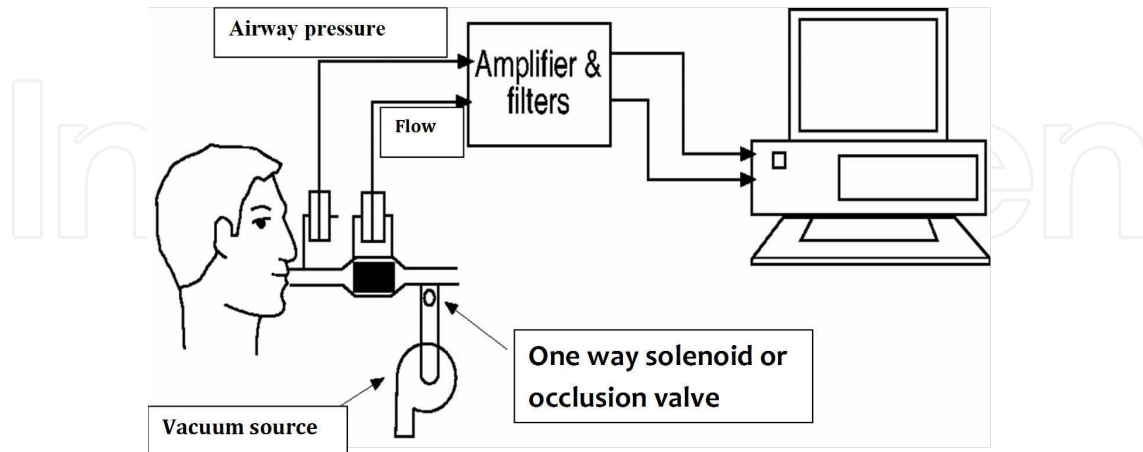 Airway pressure
Amplifier &
filters
Flow
One way solenoid or
occlusion valve
Vacuum source